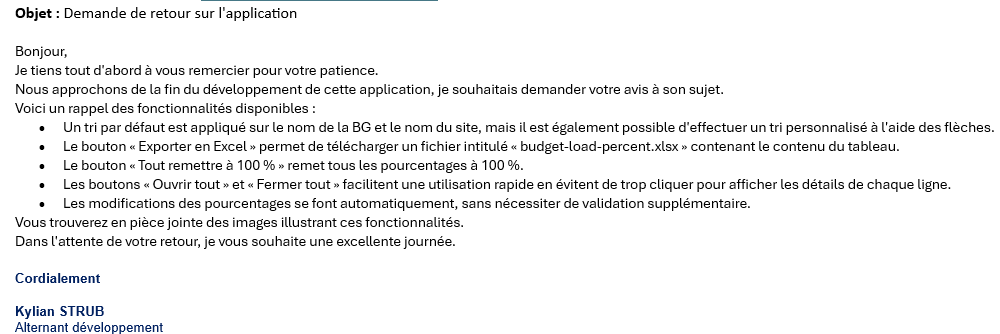 Objet : Demande de retour sur l'application
Bonjour,
Je tiens tout d'abord à vous remercier pour votre patience.
Nous approchons de la fin du développement de cette application, je souhaitais demander votre avis à son sujet.
Voici un rappel des fonctionnalités disponibles :
• Un tri par défaut est appliqué sur le nom de la BG et le nom du site, mais il est également possible d'effectuer un tri personnalisé à l'aide des flèches.
• Le bouton « Exporter en Excel » permet de télécharger un fichier intitulé « budget-load-percent.xlsx » contenant le contenu du tableau.
• Le bouton « Tout remettre à 100 % » remet tous les pourcentages à 100 %.
• Les boutons « Ouvrir tout » et « Fermer tout » facilitent une utilisation rapide en évitent de trop cliquer pour afficher les détails de chaque ligne.
• Les modifications des pourcentages se font automatiquement, sans nécessiter de validation supplémentaire.
Vous trouverez en pièce jointe des images illustrant ces fonctionnalités.
Dans l'attente de votre retour, je vous souhaite une excellente journée.
Cordialement
Kylian STRUB
Alternant développement